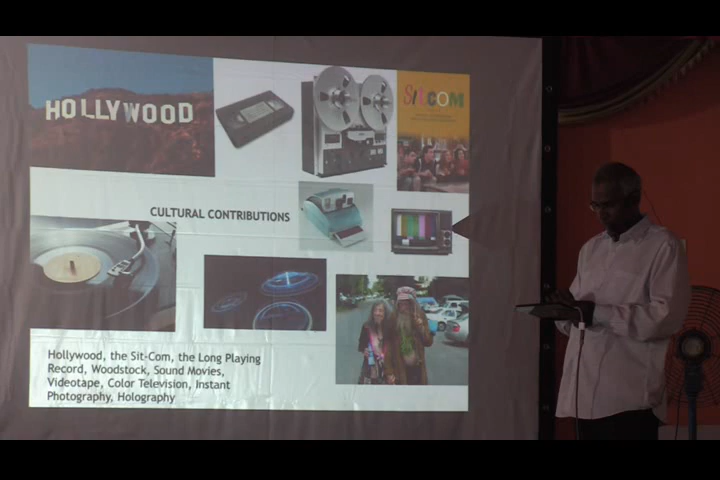 HOLLYWOOD
SitCOM
CULTURAL CONTRIBUTIONS
Hollywood, the Sit-Com, the Long Playing
Record, Woodstock, Sound Movies,
Videotape, Color Television, Instant
Photography, Holography